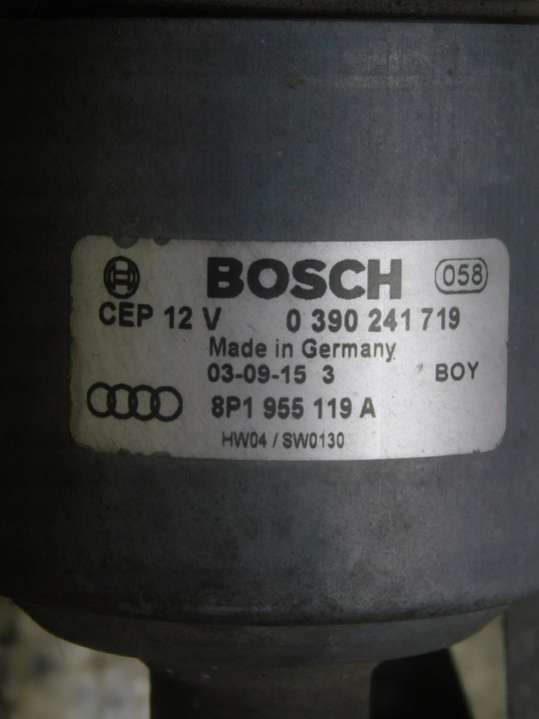 BOSCH 058
CEP 12 V 0 390 241 719
Made in Germany
03-09-15 3 BOY
8P1 955 119 A
HW04 / SW0130